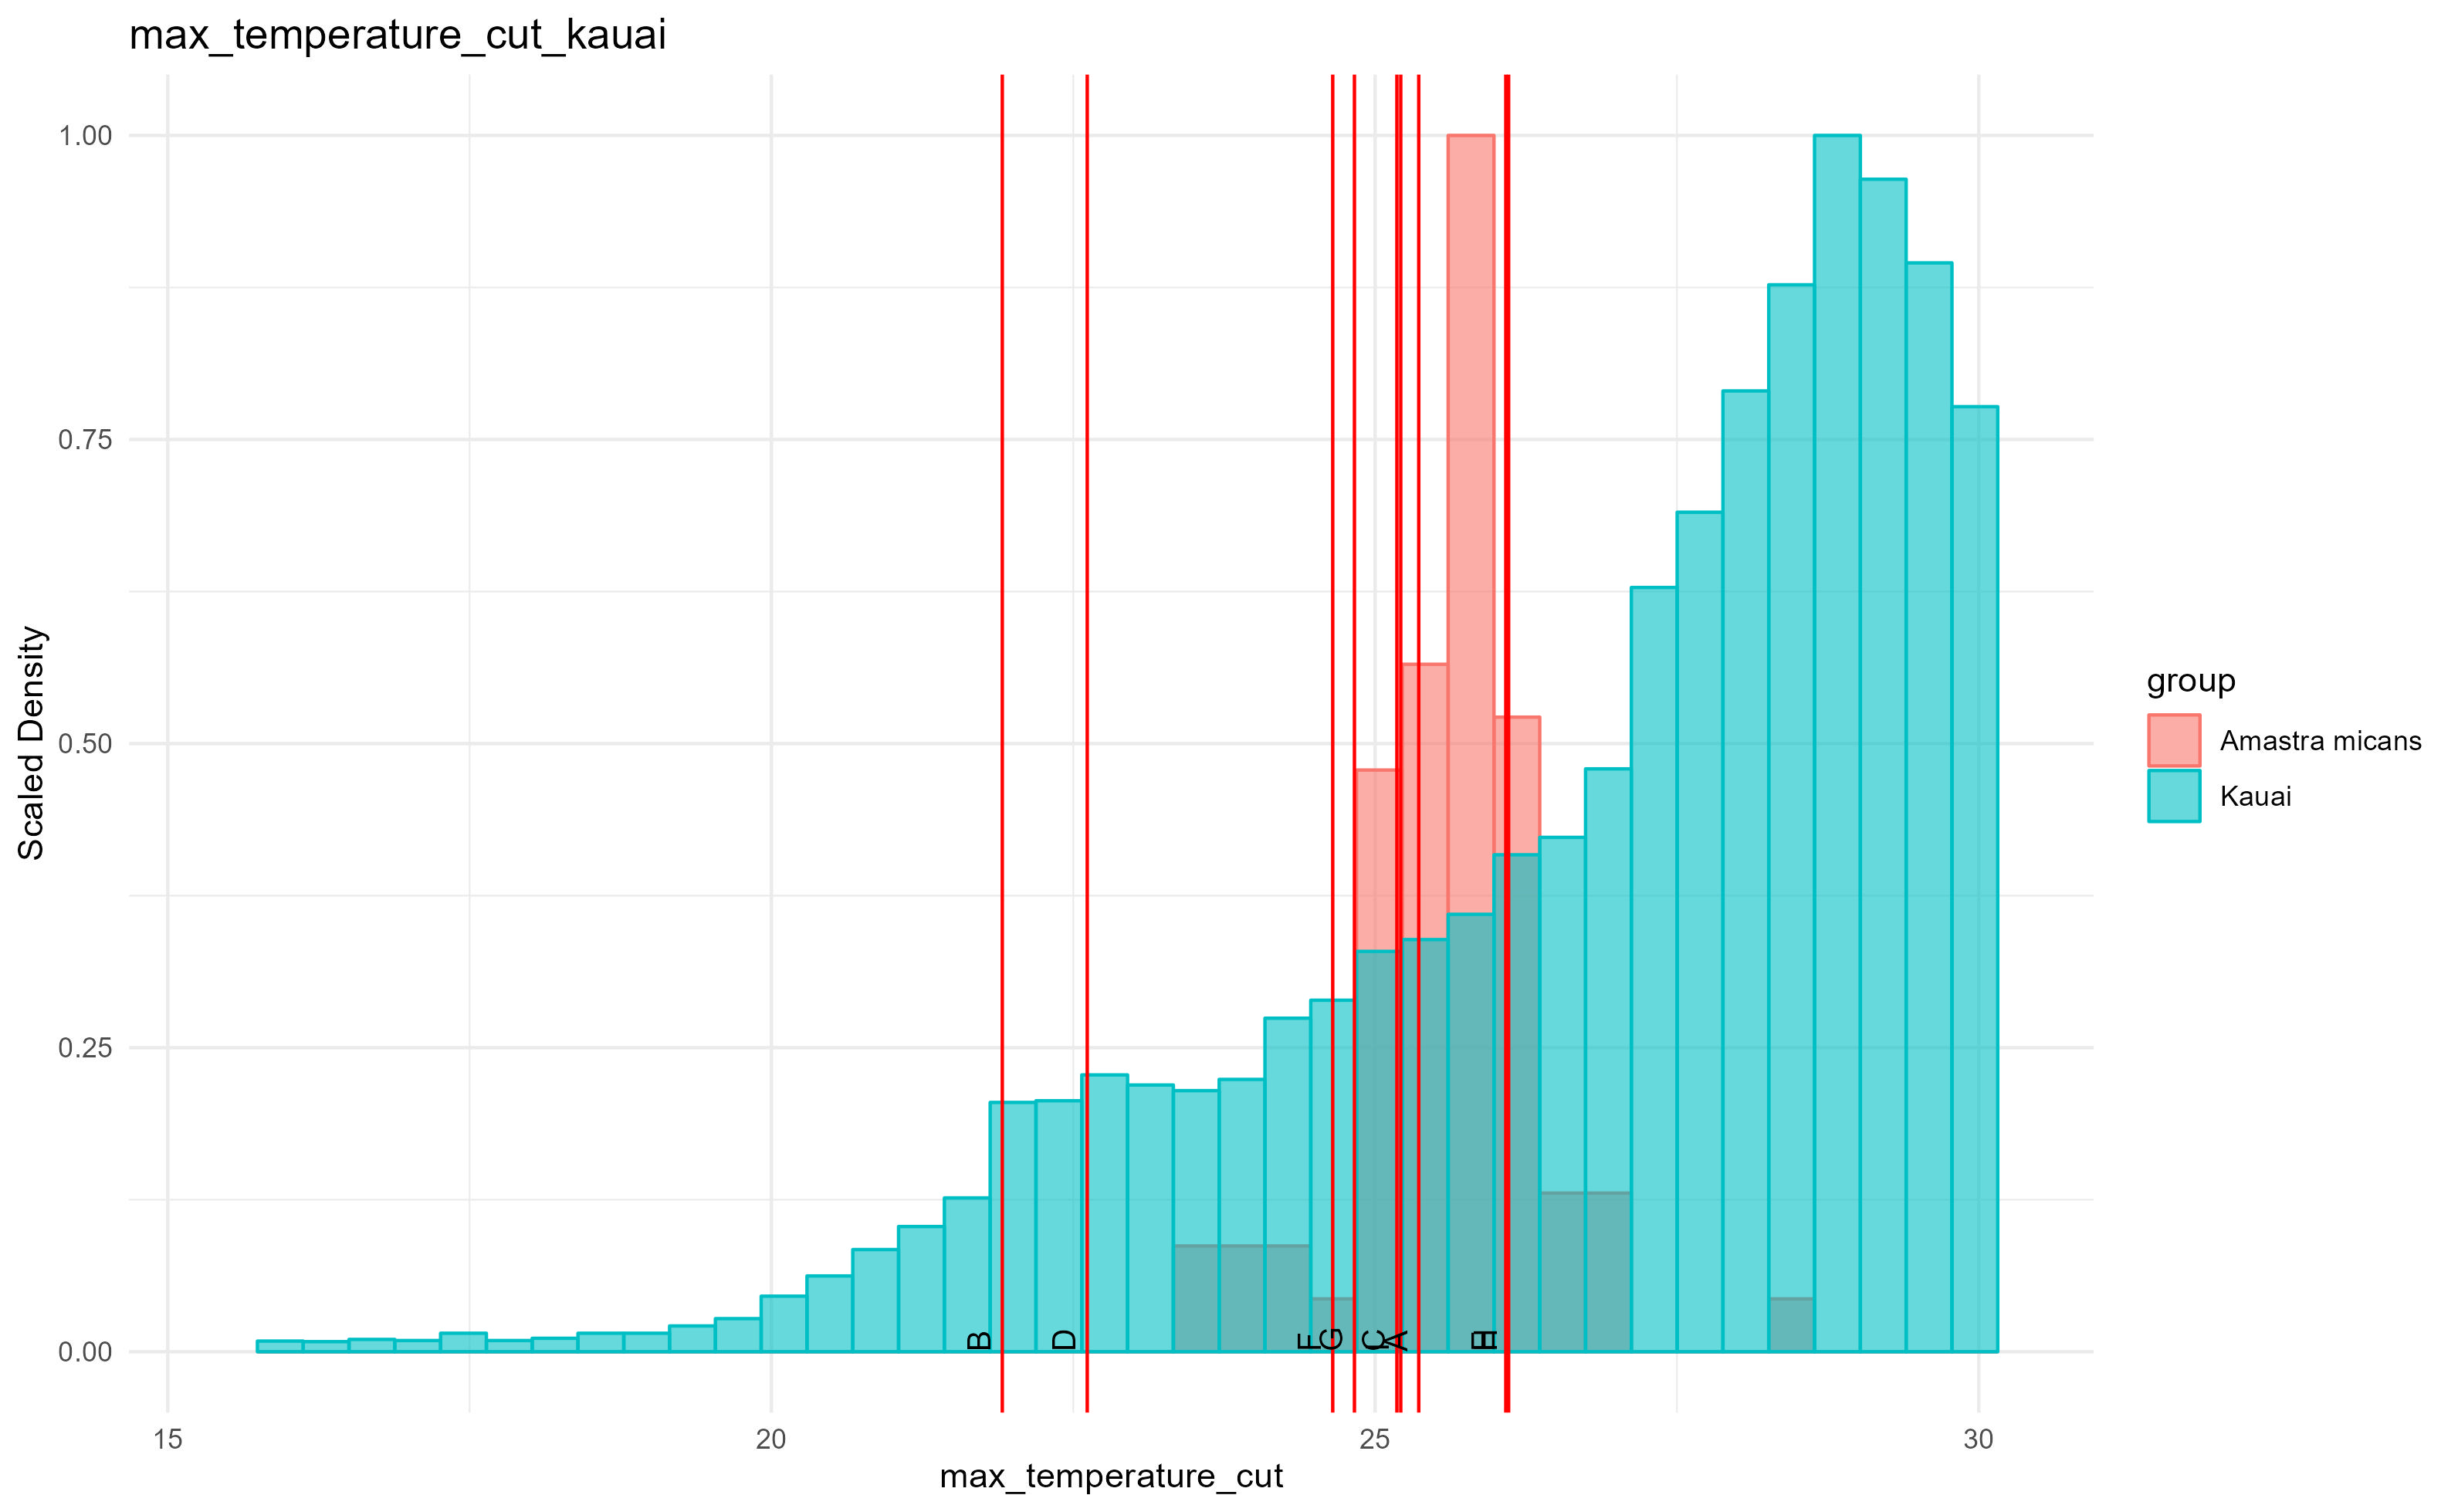 max_temperature_cut_kauai
1.00
0.75
0.50
0.25
0.00
Scaled Density
B
D
G
C
A
H
15
20
25
30
max_temperature_cut
group
Amastra micans
Kauai